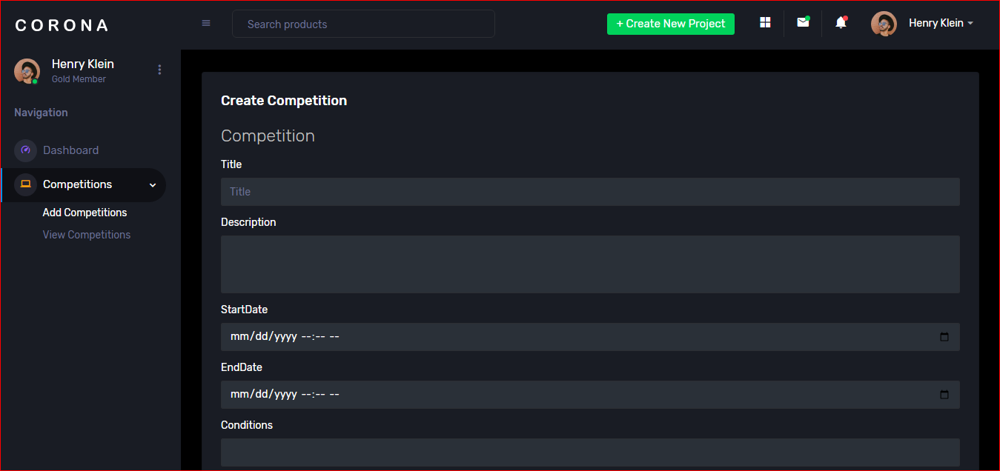 CORONA
Search products
+ Create New Project
Henry Klein
Henry Klein
Gold Member
Navigation
Dashboard
Competitions
Add Competitions
View Competitions
Create Competition
Competition
Title
Title
Description
StartDate
mm/dd/yyyy --:-- --
EndDate
mm/dd/yyyy --:-- --
Conditions